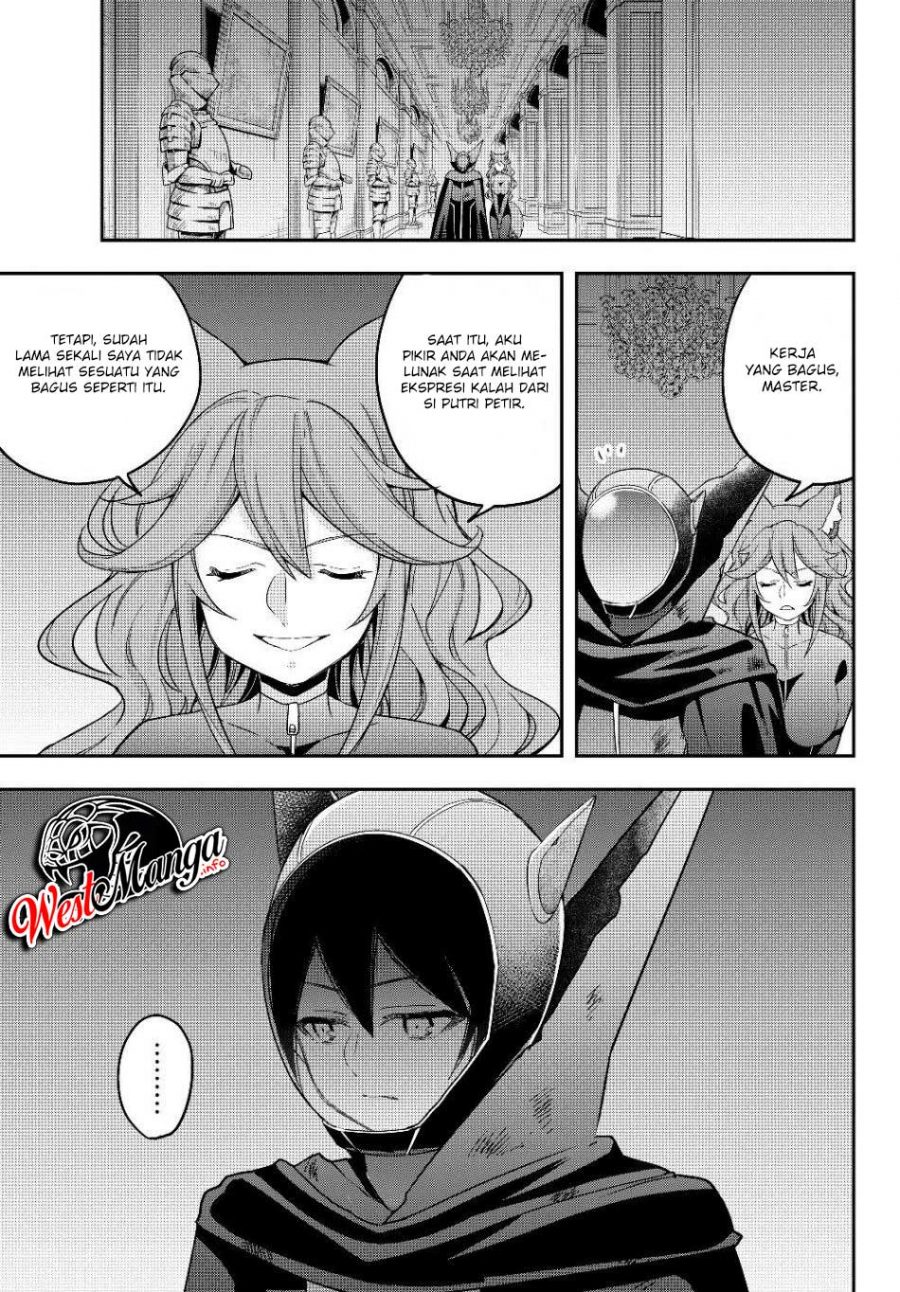 KERJA
YANG BAGUS,
MASTER.
SAAT ITU, AKU
PIKIR ANDA AKAN ME-
LUNAK SAAT MELIHAT
EKSPRESI KALAH DARI
SI PUTRI PETIR.
TETAPI, SUDAH
LAMA SEKALI SAYA TIDAK
MELIHAT SESUATU YANG
BAGUS SEPERTI ITU.
WestManga
.info
.........